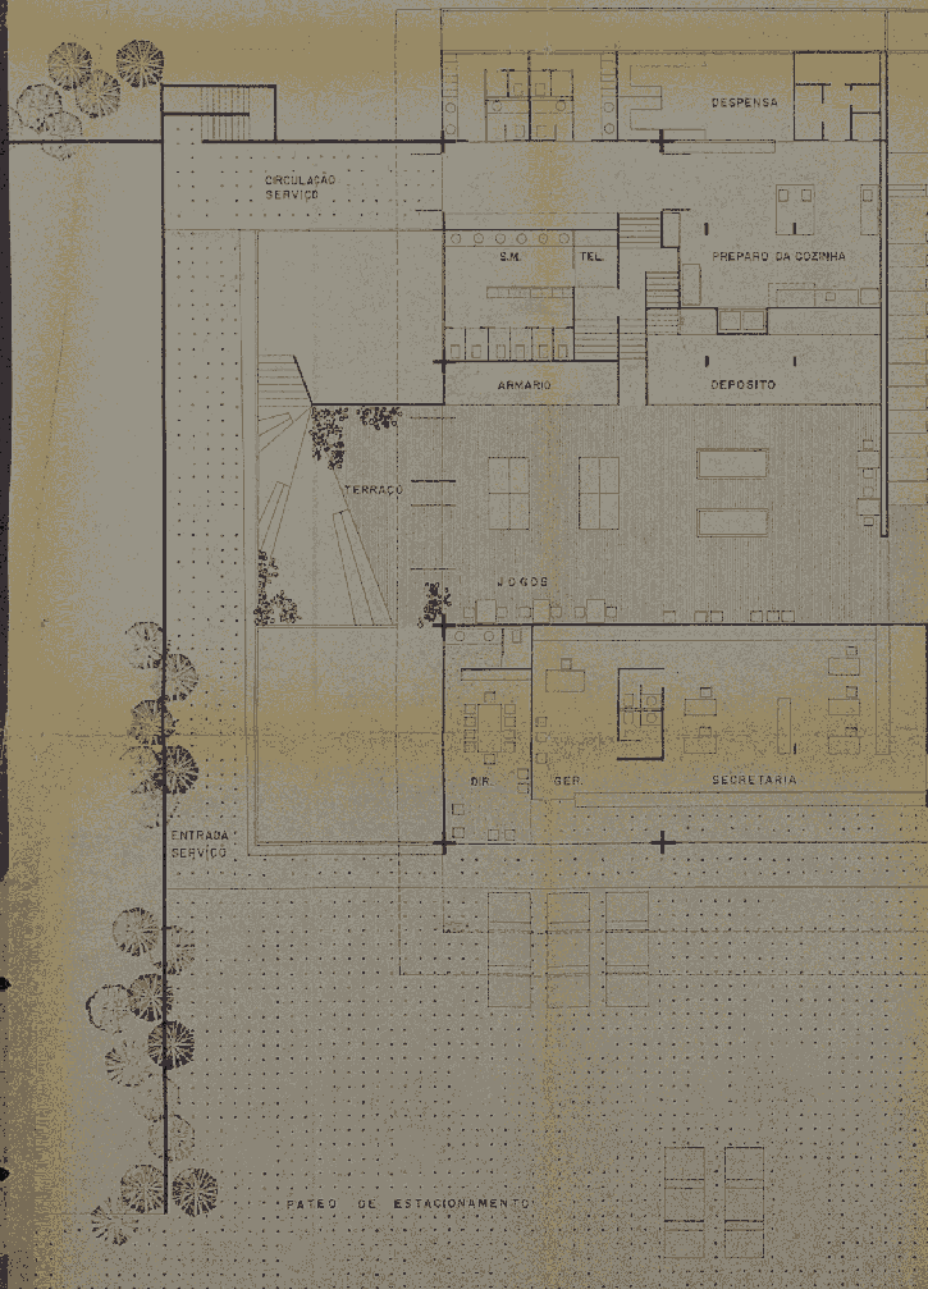 DESPENSA
CIRCULAÇÃO
SERVIÇO
S.M.
TEL.
PREPARO DA COZINHA
ARMARIO
DEPOSITO
TERRAÇO
JOGOS
DIR.
GER.
SECRETARIA
ENTRADA
SERVIÇO
PATEO DE ESTACIONAMENTO